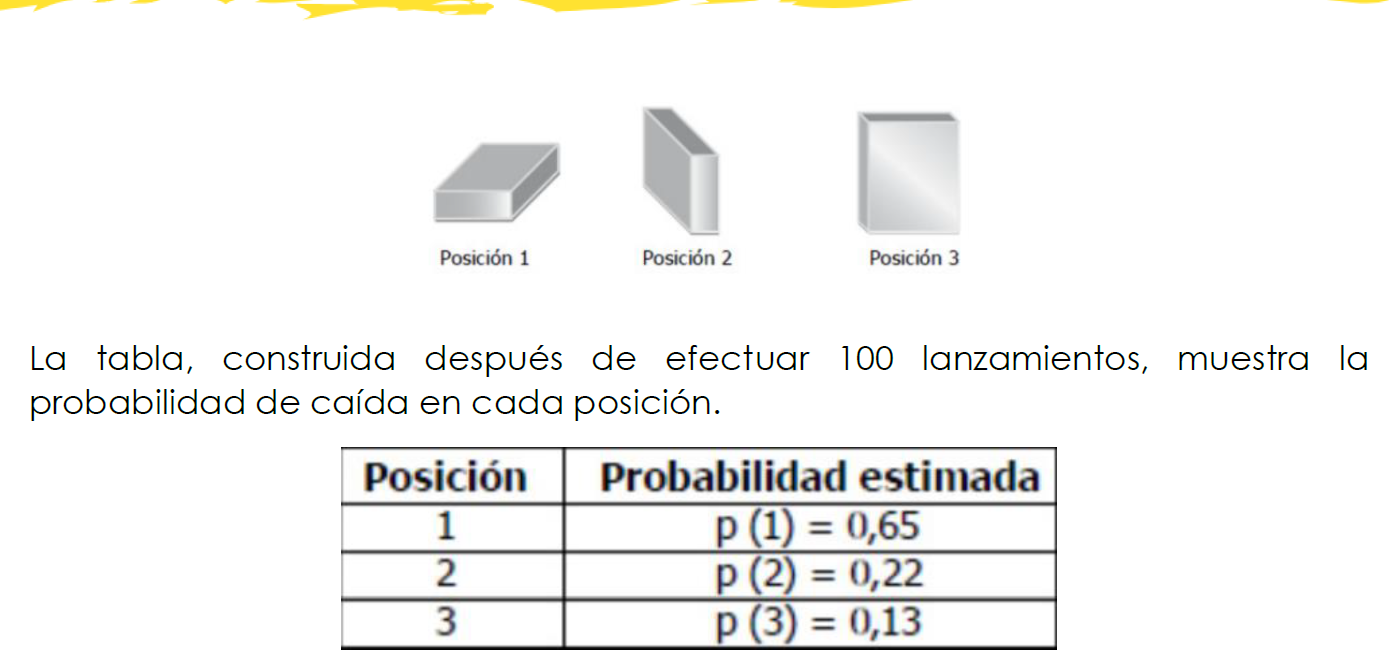 Posición 1 Posición 2 Posición 3
La tabla, construida después de efectuar 100 lanzamientos, muestra la
probabilidad de caída en cada posición.
Posición Probabilidad estimada
1 p (1) = 0,65
2 p (2) = 0,22
3 p (3) = 0,13